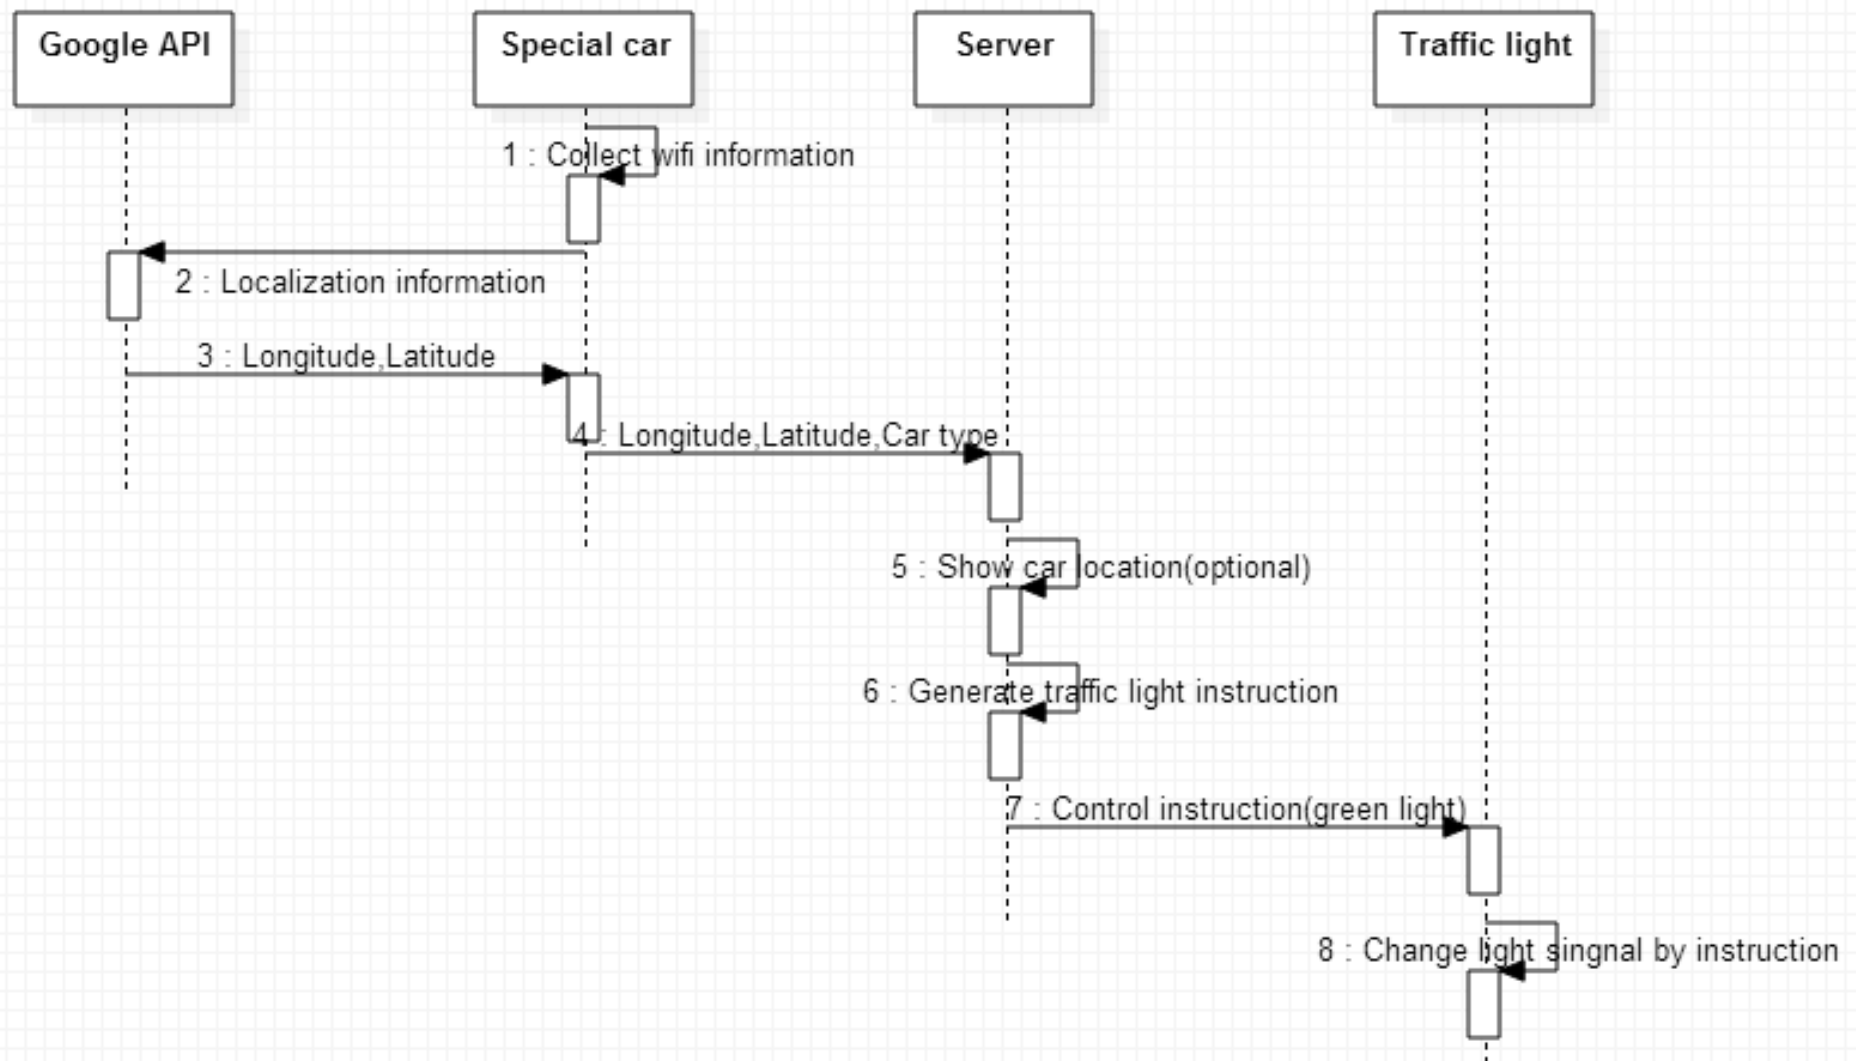 Google API
Special car
Server
Traffic light
1 : Collect wifi information
2 : Localization information
3 : Longitude,Latitude
4 : Longitude,Latitude,Car type
5 : Show car location(optional)
6 : Generate traffic light instruction
7 : Control instruction(green light)
8 : Change light singnal by instruction